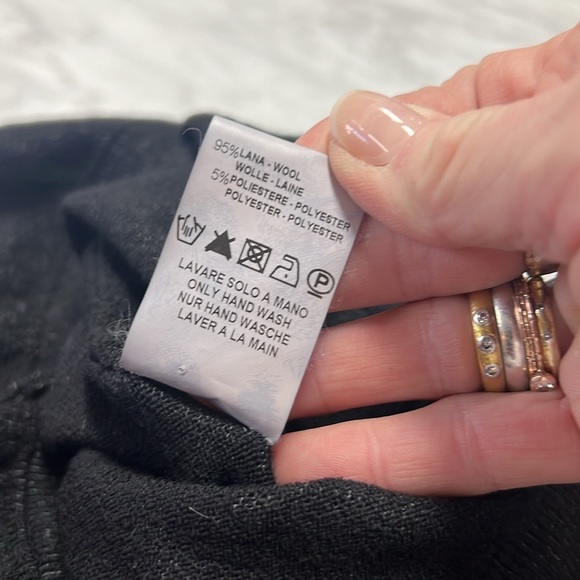 95%LANA - WOOL
WOLLE - LAINE
5%POLIESTERE - POLYESTER
POLYESTER - POLYESTER
P
LAVARE SOLO A MANO
ONLY HAND WASH
NUR HAND WASCHE
LAVER A LA MAIN